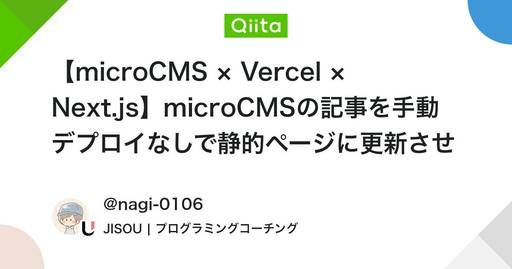 Qiita
【microCMS × Vercel ×
Next.js】microCMSの記事を手動
デプロイなしで静的ページに更新させ
@nagi-0106
JISOU | プログラミングコーチング